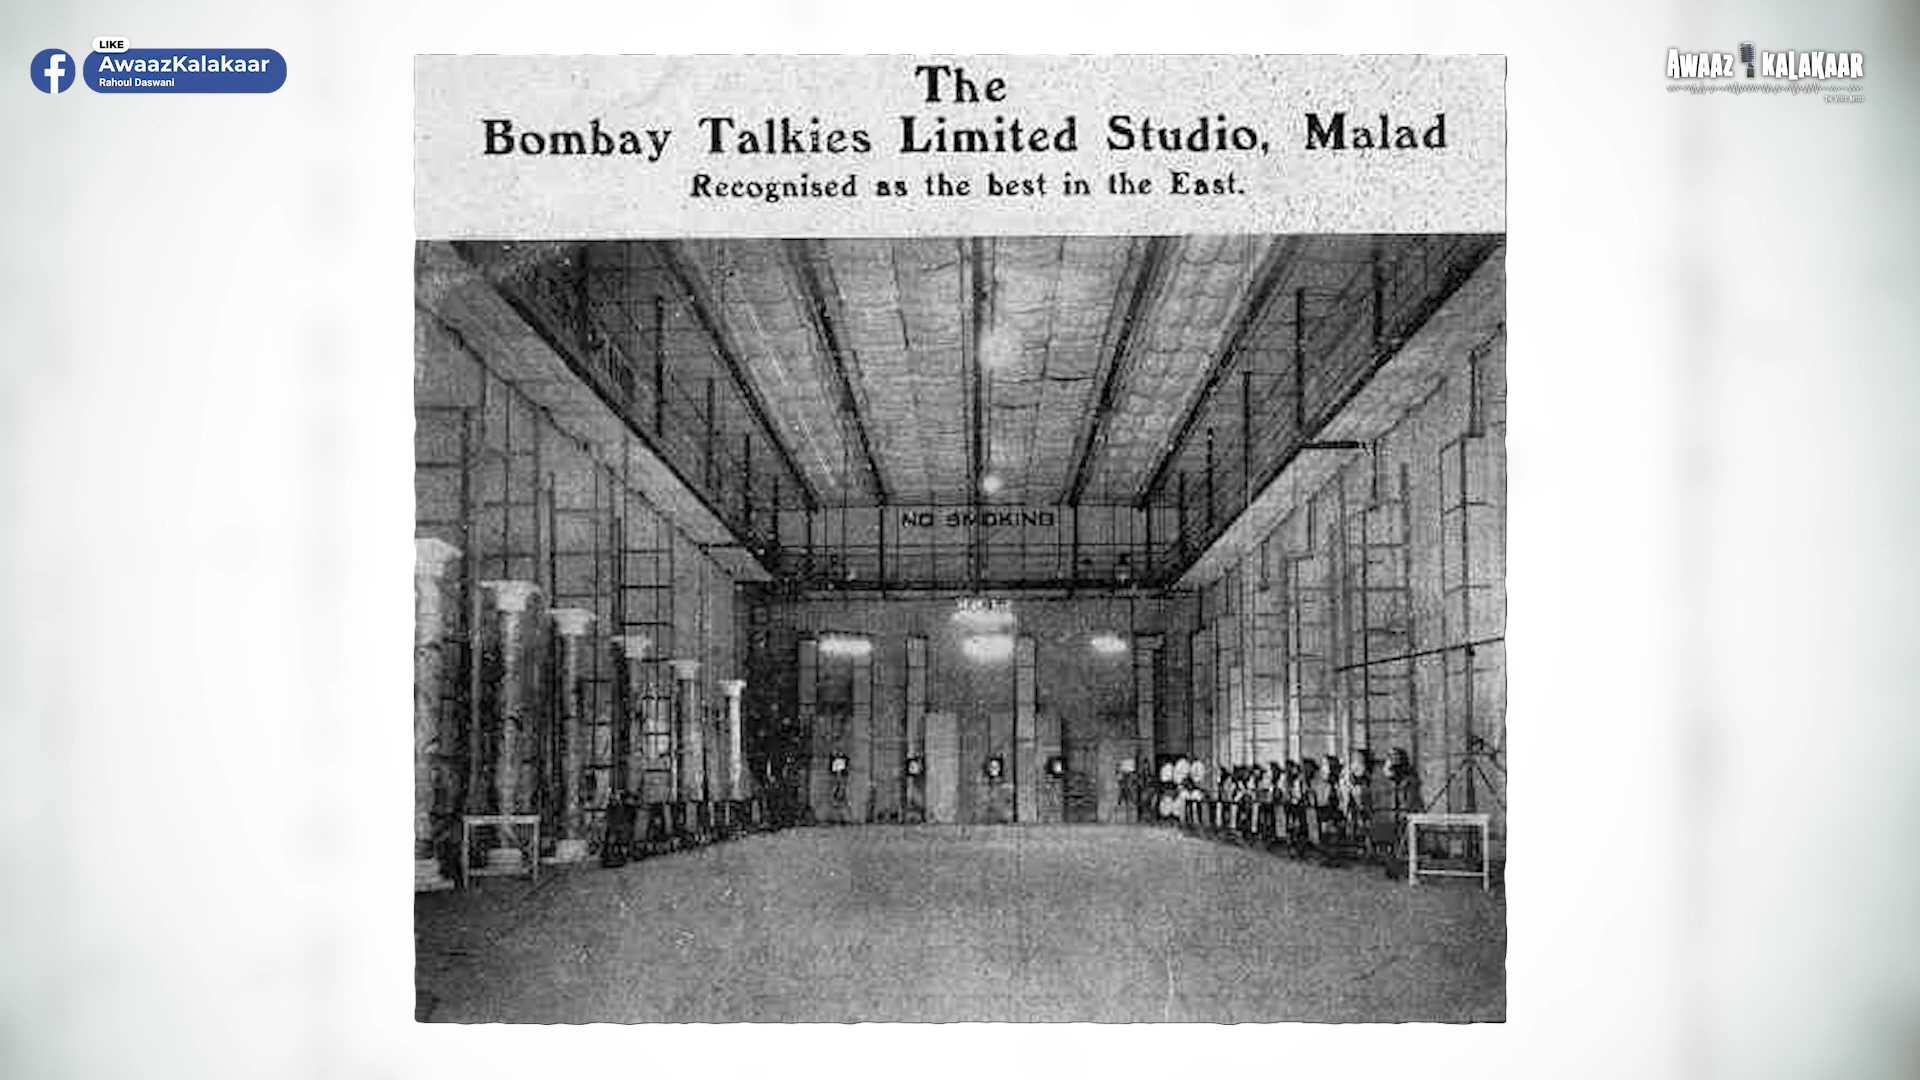 LIKE
AwaazKalakaar
Rahoul Daswani
AWAAZ KALAKAAR
The
Bombay Talkies Limited Studio, Malad
Recognised as the best in the East.
NO SMOKING